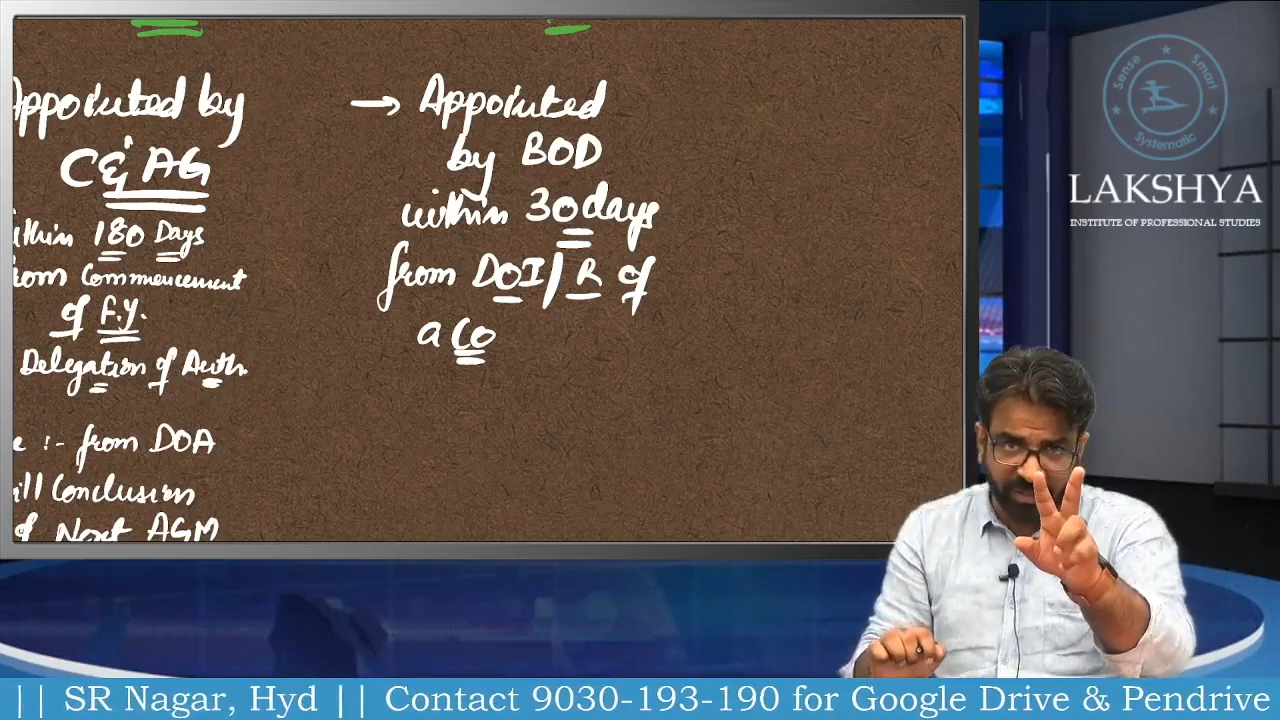 Appointed by
C&AG
within 180 Days
from Commencement
of f.y.
Delegation of Auth.
:- from DOA
till Conclusion
of Next AGM
→ Appointed
by BOD
within 30 days
from DOI/R of
a Co
Sense ★ Smart ★ Systematic ★
LAKSHYA
INSTITUTE OF PROFESSIONAL STUDIES
|| SR Nagar, Hyd || Contact 9030-193-190 for Google Drive & Pendrive